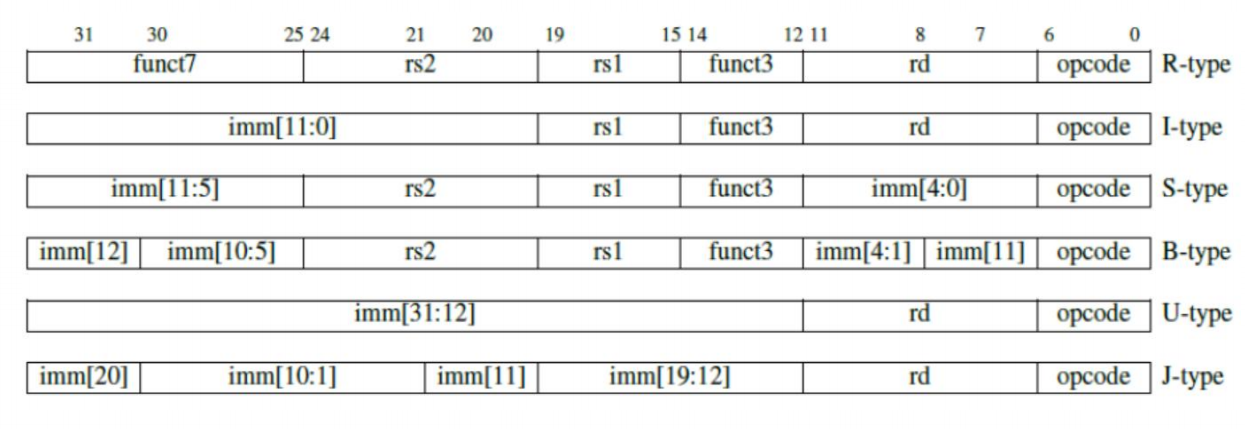 31 30 25 24 21 20 19 15 14 12 11 8 7 6 0
funct7 rs2 rs1 funct3 rd opcode R-type
imm[11:0] rs1 funct3 rd opcode I-type
imm[11:5] rs2 rs1 funct3 imm[4:0] opcode S-type
imm[12] imm[10:5] rs2 rs1 funct3 imm[4:1] imm[11] opcode B-type
imm[31:12] rd opcode U-type
imm[20] imm[10:1] imm[11] imm[19:12] rd opcode J-type